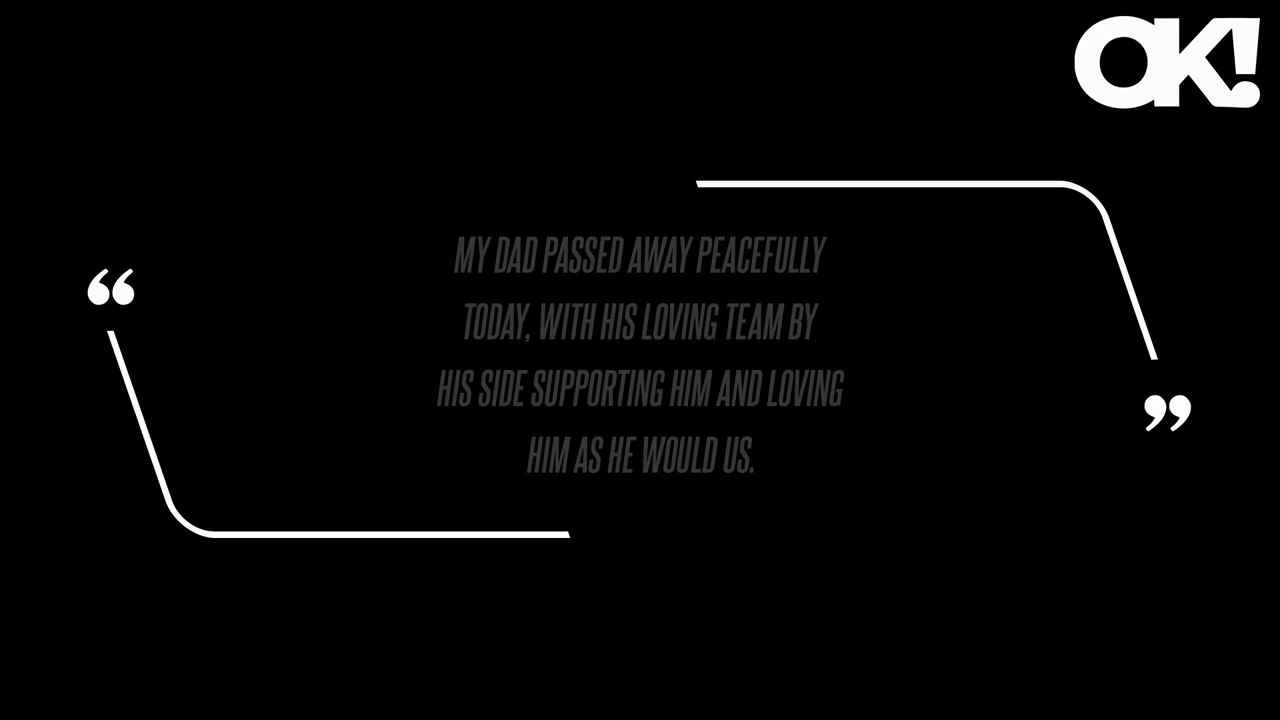 OK!
“
MY DAD PASSED AWAY PEACEFULLY
TODAY, WITH HIS LOVING TEAM BY
HIS SIDE SUPPORTING HIM AND LOVING
HIM AS HE WOULD US.
”